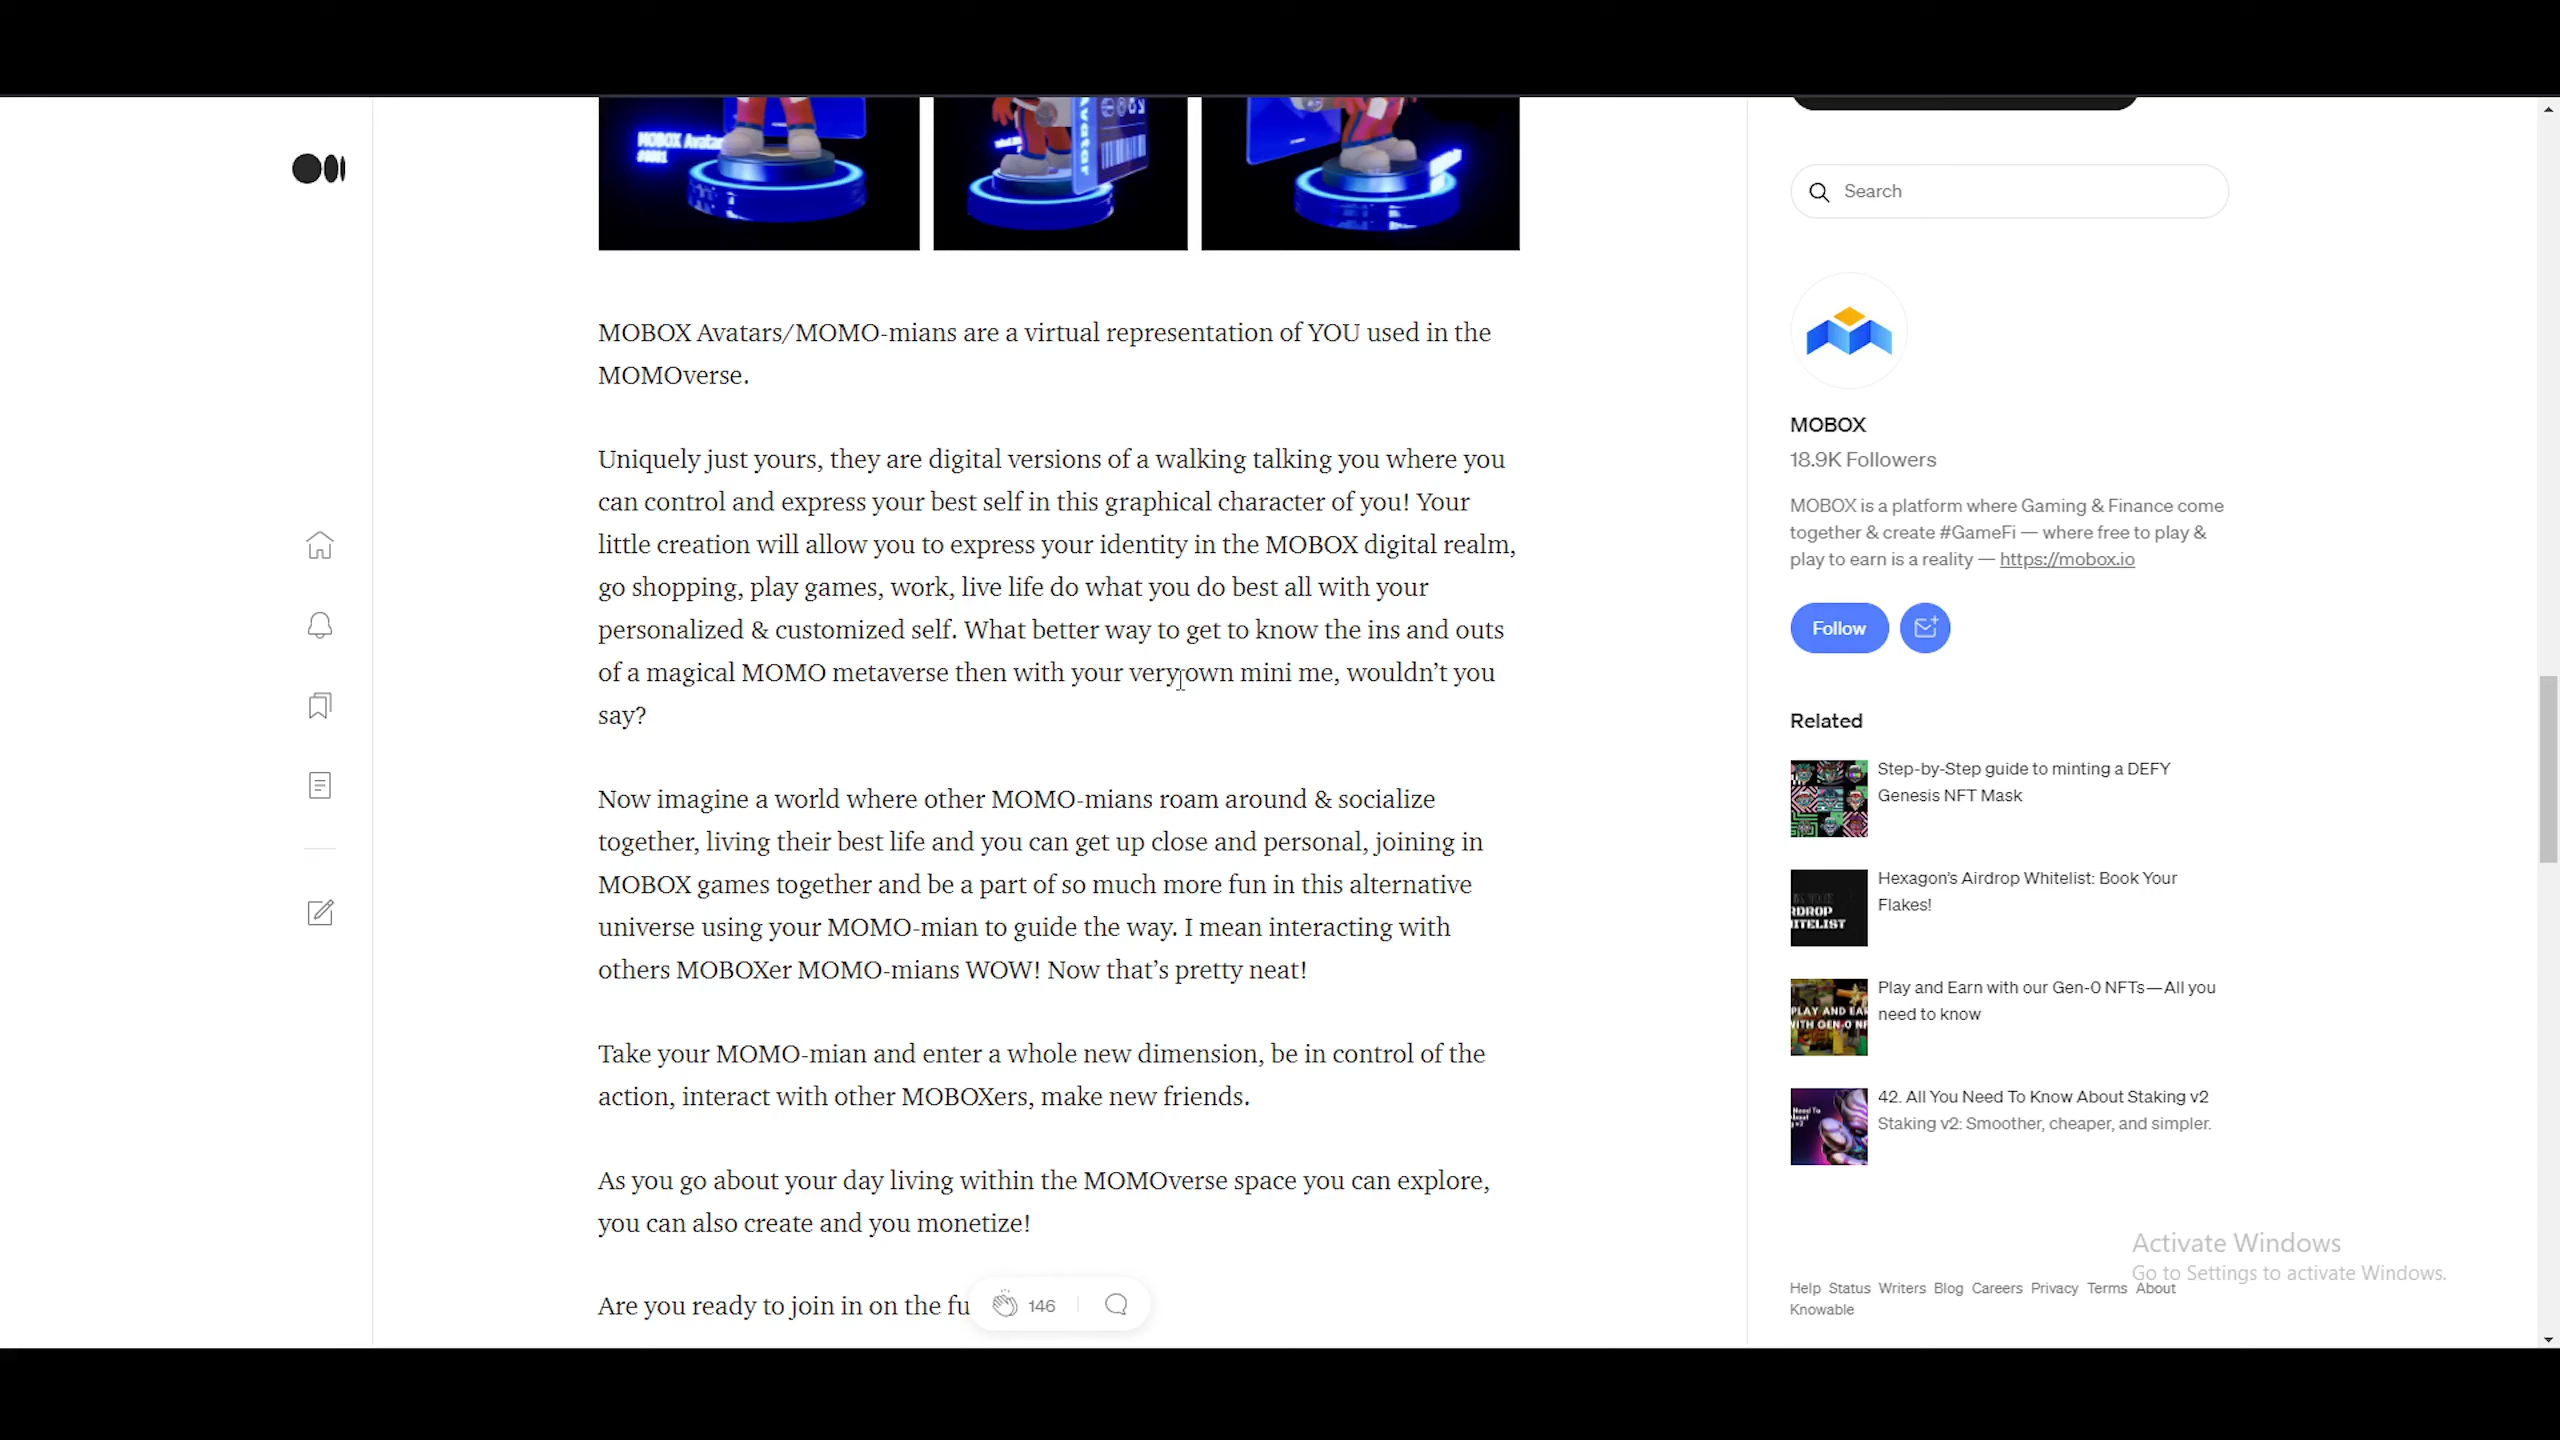 MOBOX Avatar
#0001
Avatar
Search
MOBOX Avatars/MOMO-mians are a virtual representation of YOU used in the
MOMOverse.
Uniquely just yours, they are digital versions of a walking talking you where you
can control and express your best self in this graphical character of you! Your
little creation will allow you to express your identity in the MOBOX digital realm,
go shopping, play games, work, live life do what you do best all with your
personalized & customized self. What better way to get to know the ins and outs
of a magical MOMO metaverse then with your very own mini me, wouldn’t you
say?
Now imagine a world where other MOMO-mians roam around & socialize
together, living their best life and you can get up close and personal, joining in
MOBOX games together and be a part of so much more fun in this alternative
universe using your MOMO-mian to guide the way. I mean interacting with
others MOBOXer MOMO-mians WOW! Now that’s pretty neat!
Take your MOMO-mian and enter a whole new dimension, be in control of the
action, interact with other MOBOXers, make new friends.
As you go about your day living within the MOMOverse space you can explore,
you can also create and you monetize!
Are you ready to join in on the fu
146
MOBOX
18.9K Followers
MOBOX is a platform where Gaming & Finance come
together & create #GameFi — where free to play &
play to earn is a reality — https://mobox.io
Follow
Related
Step-by-Step guide to minting a DEFY
Genesis NFT Mask
RDROP
ITELIST
Hexagon’s Airdrop Whitelist: Book Your
Flakes!
PLAY AND EA
WITH GEN-0 NF
Play and Earn with our Gen-0 NFTs—All you
need to know
42. All You Need To Know About Staking v2
Staking v2: Smoother, cheaper, and simpler.
Activate Windows
Go to Settings to activate Windows.
Help Status Writers Blog Careers Privacy Terms About
Knowable